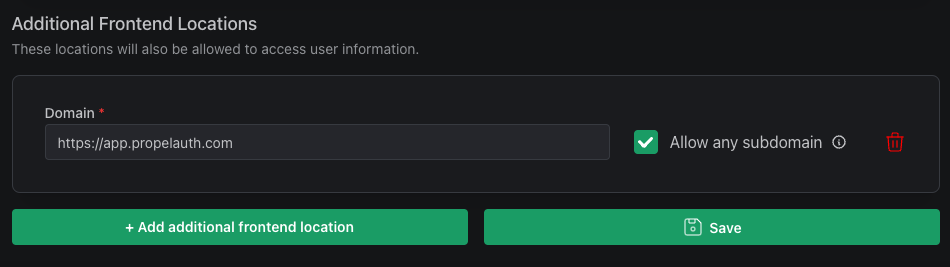 Additional Frontend Locations
These locations will also be allowed to access user information.
Domain *
https://app.propelauth.com
Allow any subdomain
+ Add additional frontend location
Save